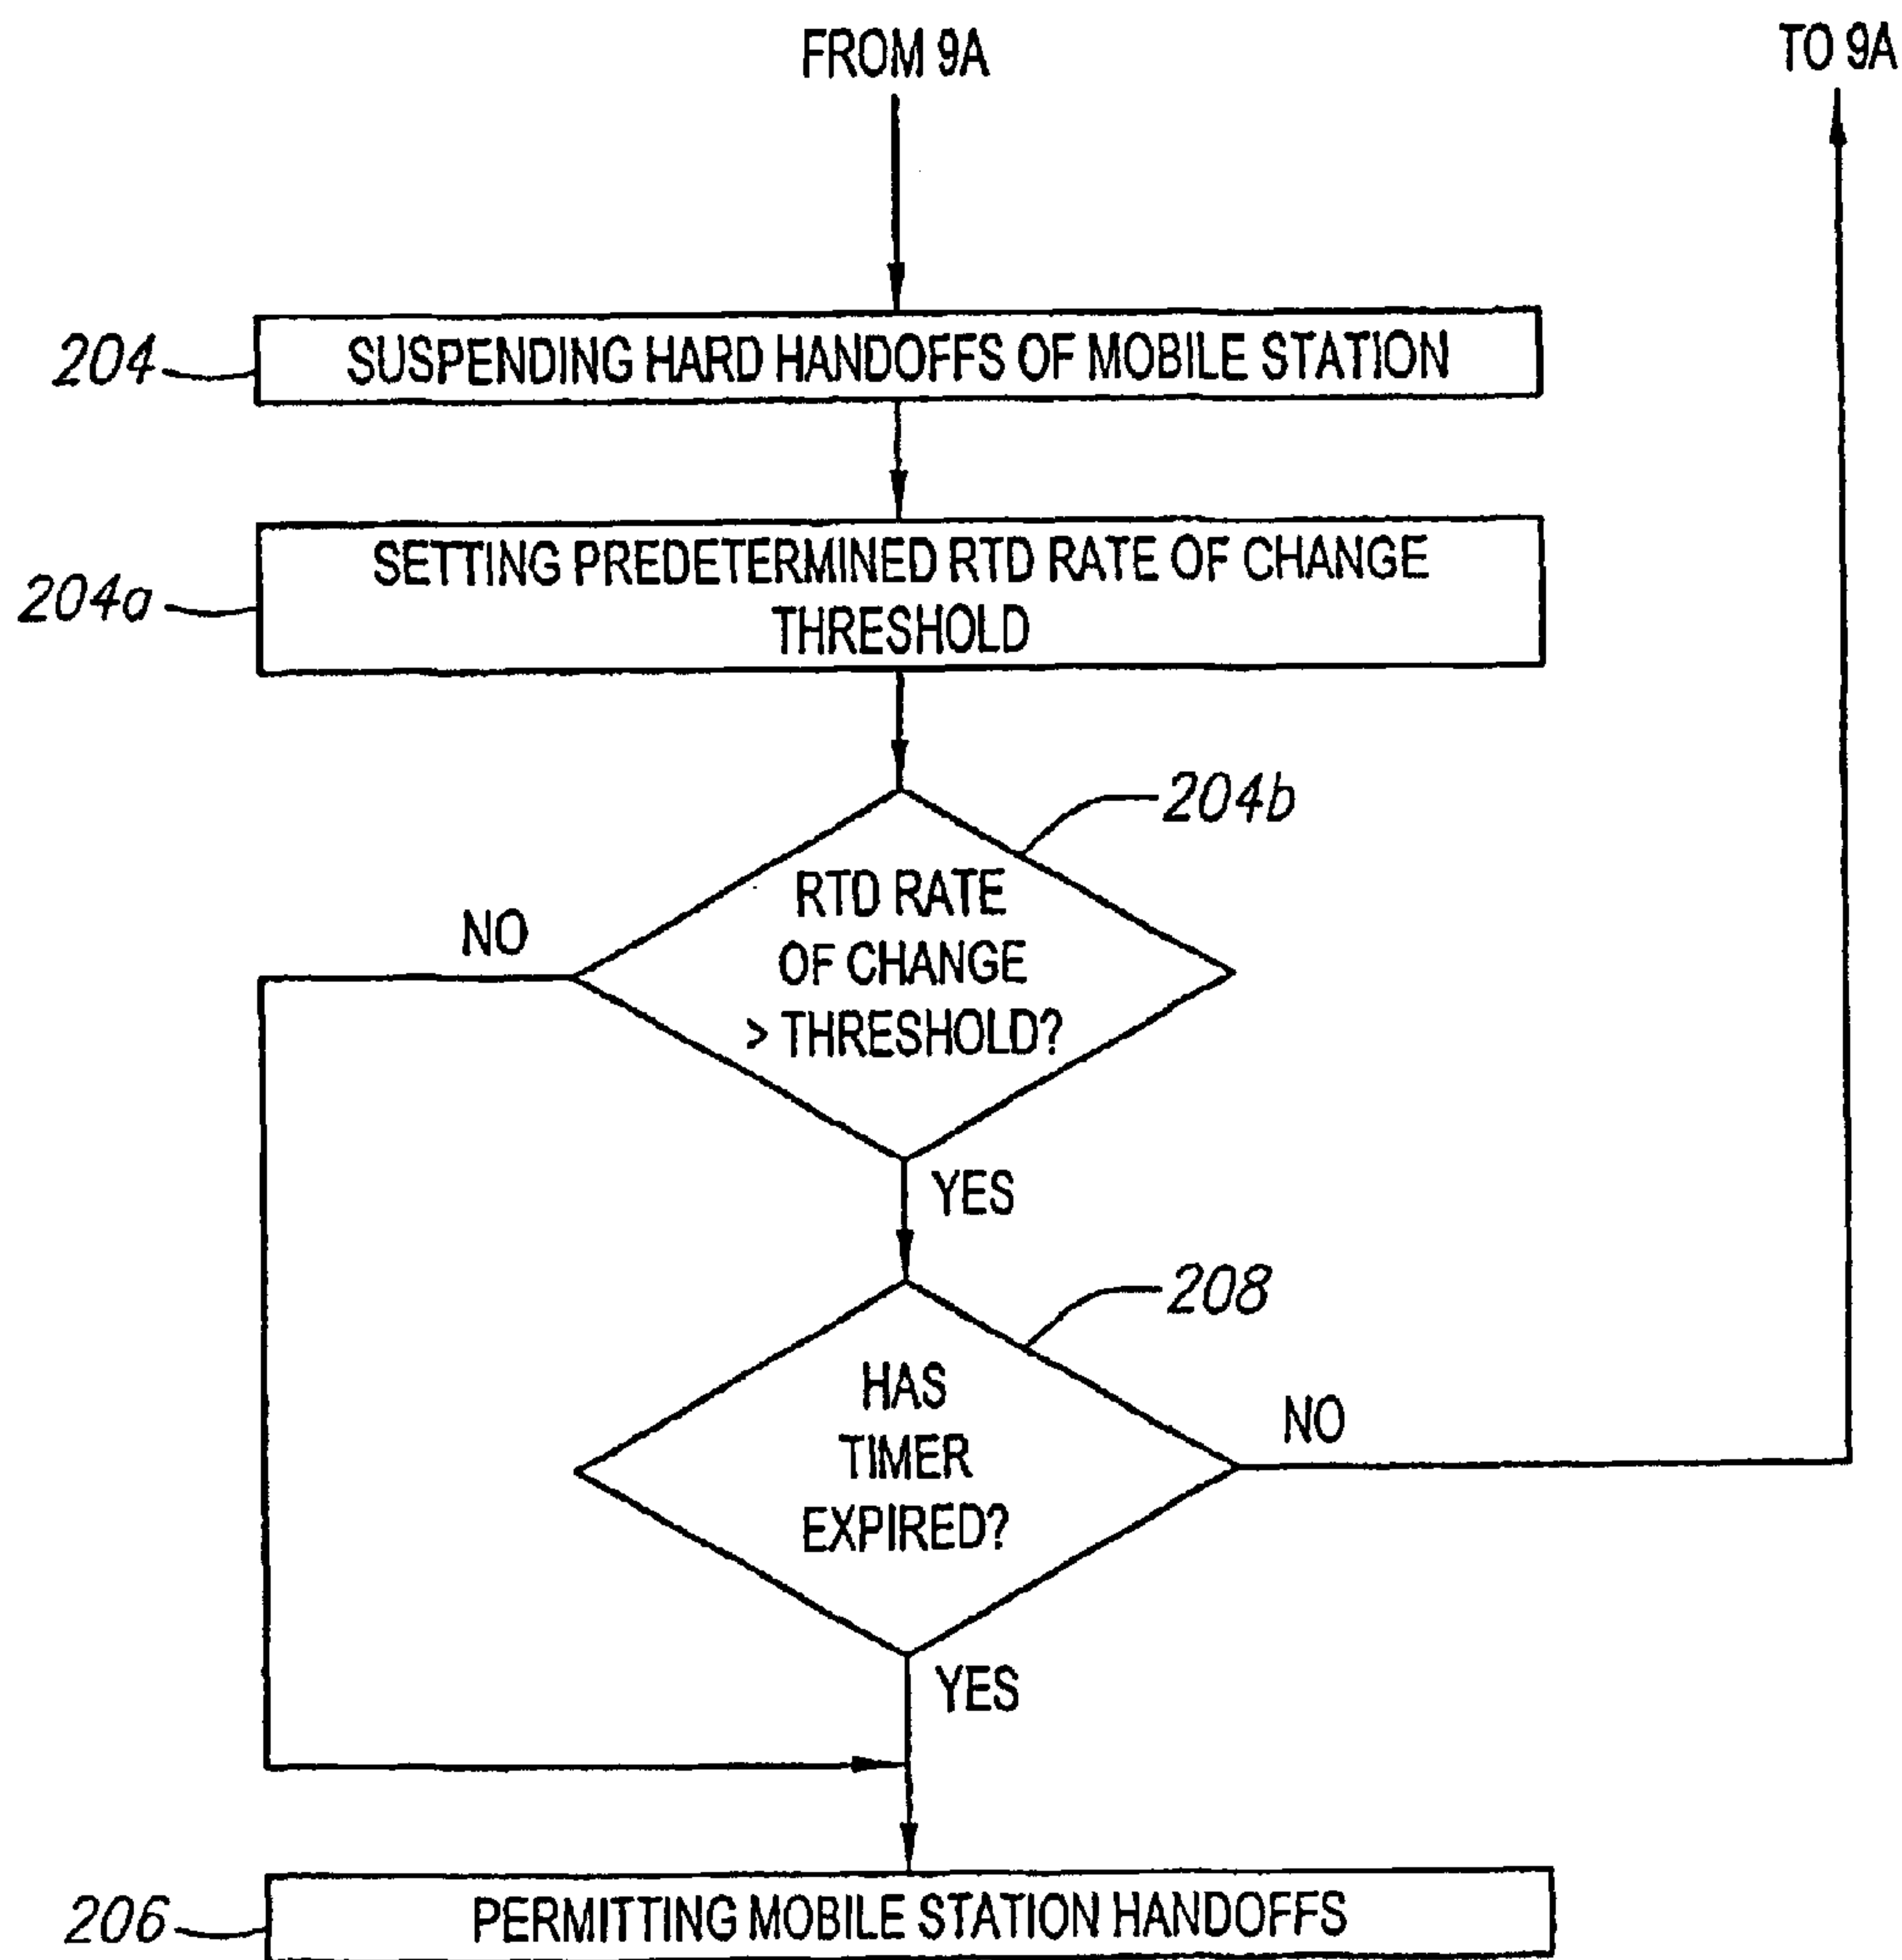 FROM 9A
TO 9A
204
SUSPENDING HARD HANDOFFS OF MOBILE STATION
204a
SETTING PREDETERMINED RTD RATE OF CHANGE
THRESHOLD
204b
RTD RATE
OF CHANGE
> THRESHOLD?
NO
YES
208
HAS
TIMER
EXPIRED?
NO
YES
206
PERMITTING MOBILE STATION HANDOFFS